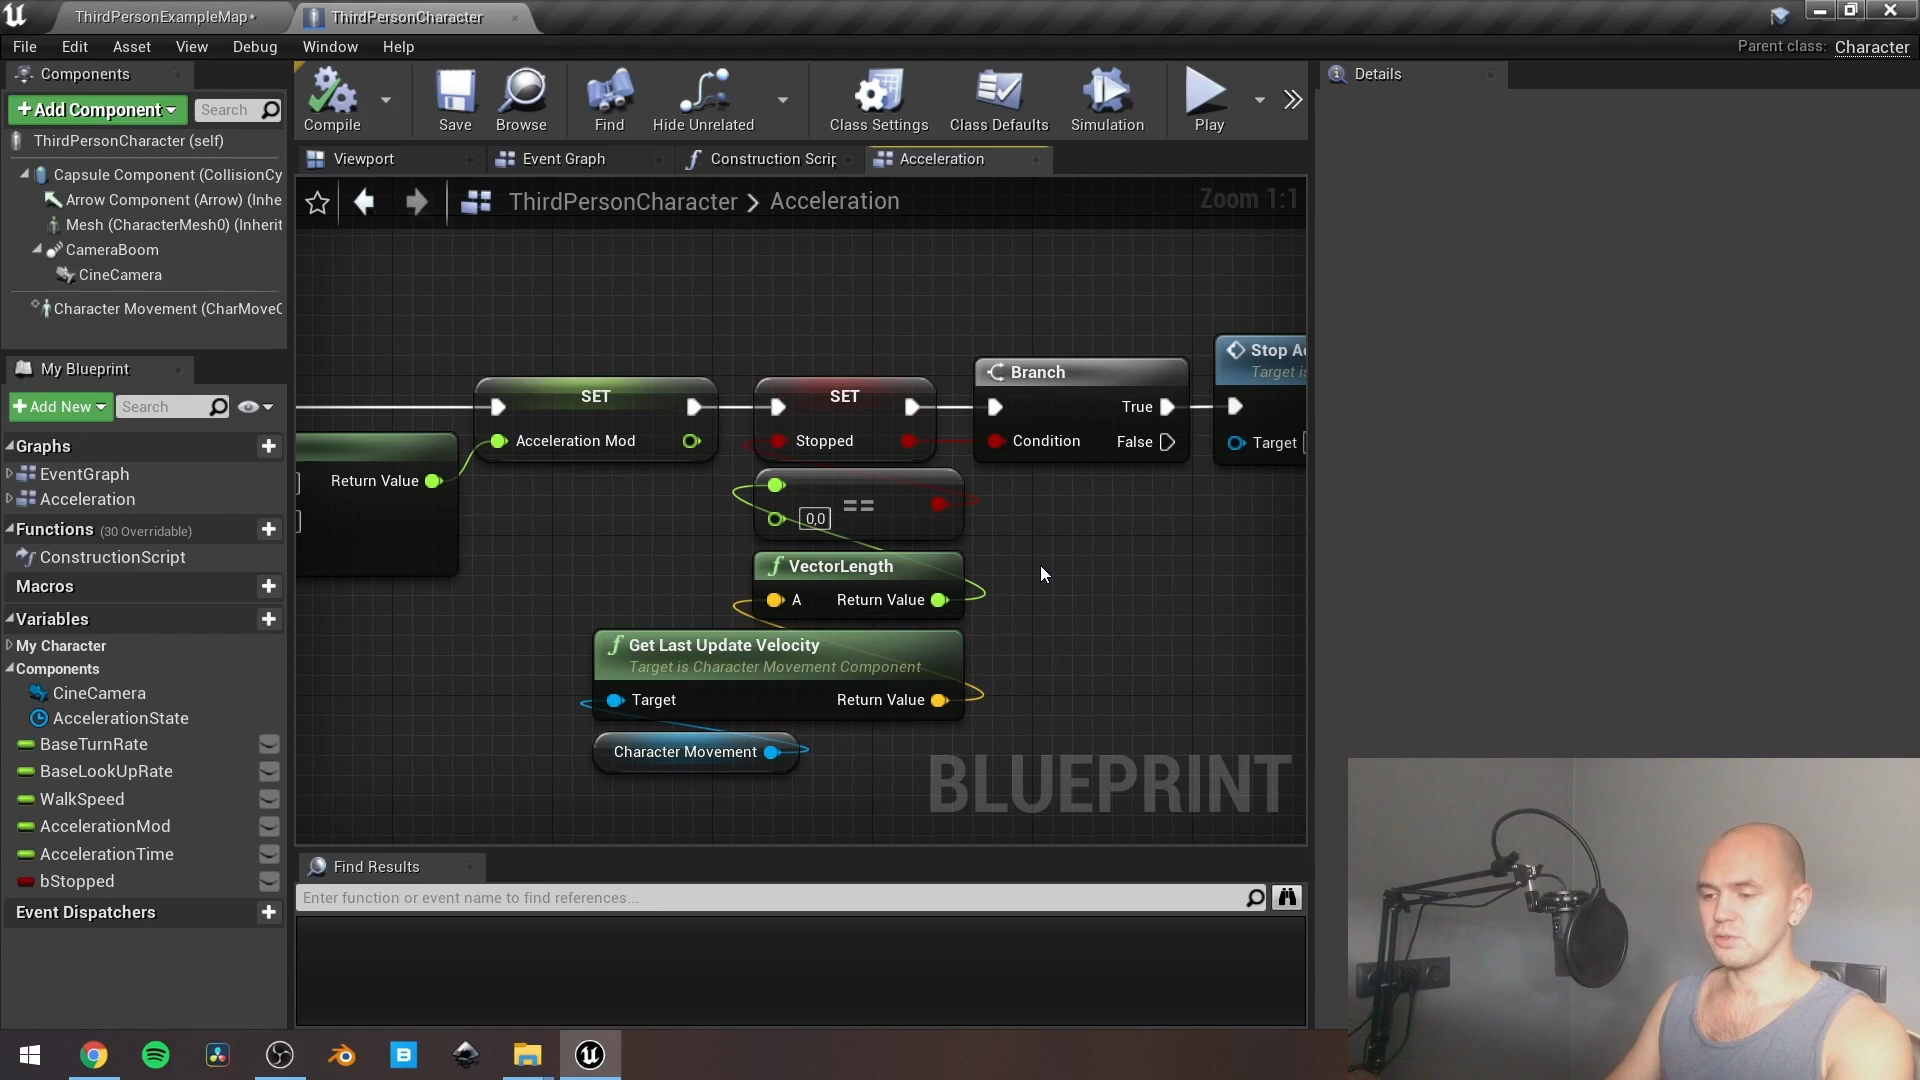 ThirdPersonExampleMap*
ThirdPersonCharacter
File Edit Asset View Debug Window Help
Parent class: Character
Components
+Add Component
Search
ThirdPersonCharacter (self)
Capsule Component (CollisionCy
Arrow Component (Arrow) (Inhe
Mesh (CharacterMesh0) (Inherit
CameraBoom
CineCamera
Character Movement (CharMoveC
Compile
Save
Browse
Find
Hide Unrelated
Class Settings
Class Defaults
Simulation
Play
Details
Viewport
Event Graph
Construction Scrip
Acceleration
ThirdPersonCharacter > Acceleration
Zoom 1:1
My Blueprint
+Add New
Search
Graphs
EventGraph
Acceleration
Functions (30 Overridable)
ConstructionScript
Macros
Variables
My Character
Components
CineCamera
AccelerationState
BaseTurnRate
BaseLookUpRate
WalkSpeed
AccelerationMod
AccelerationTime
bStopped
Event Dispatchers
Return Value
SET
Acceleration Mod
SET
Stopped
Branch
True
Condition
False
Stop Ac
Target is
Target
==
0,0
VectorLength
A
Return Value
Get Last Update Velocity
Target is Character Movement Component
Target
Return Value
Character Movement
BLUEPRINT
Find Results
Enter function or event name to find references...